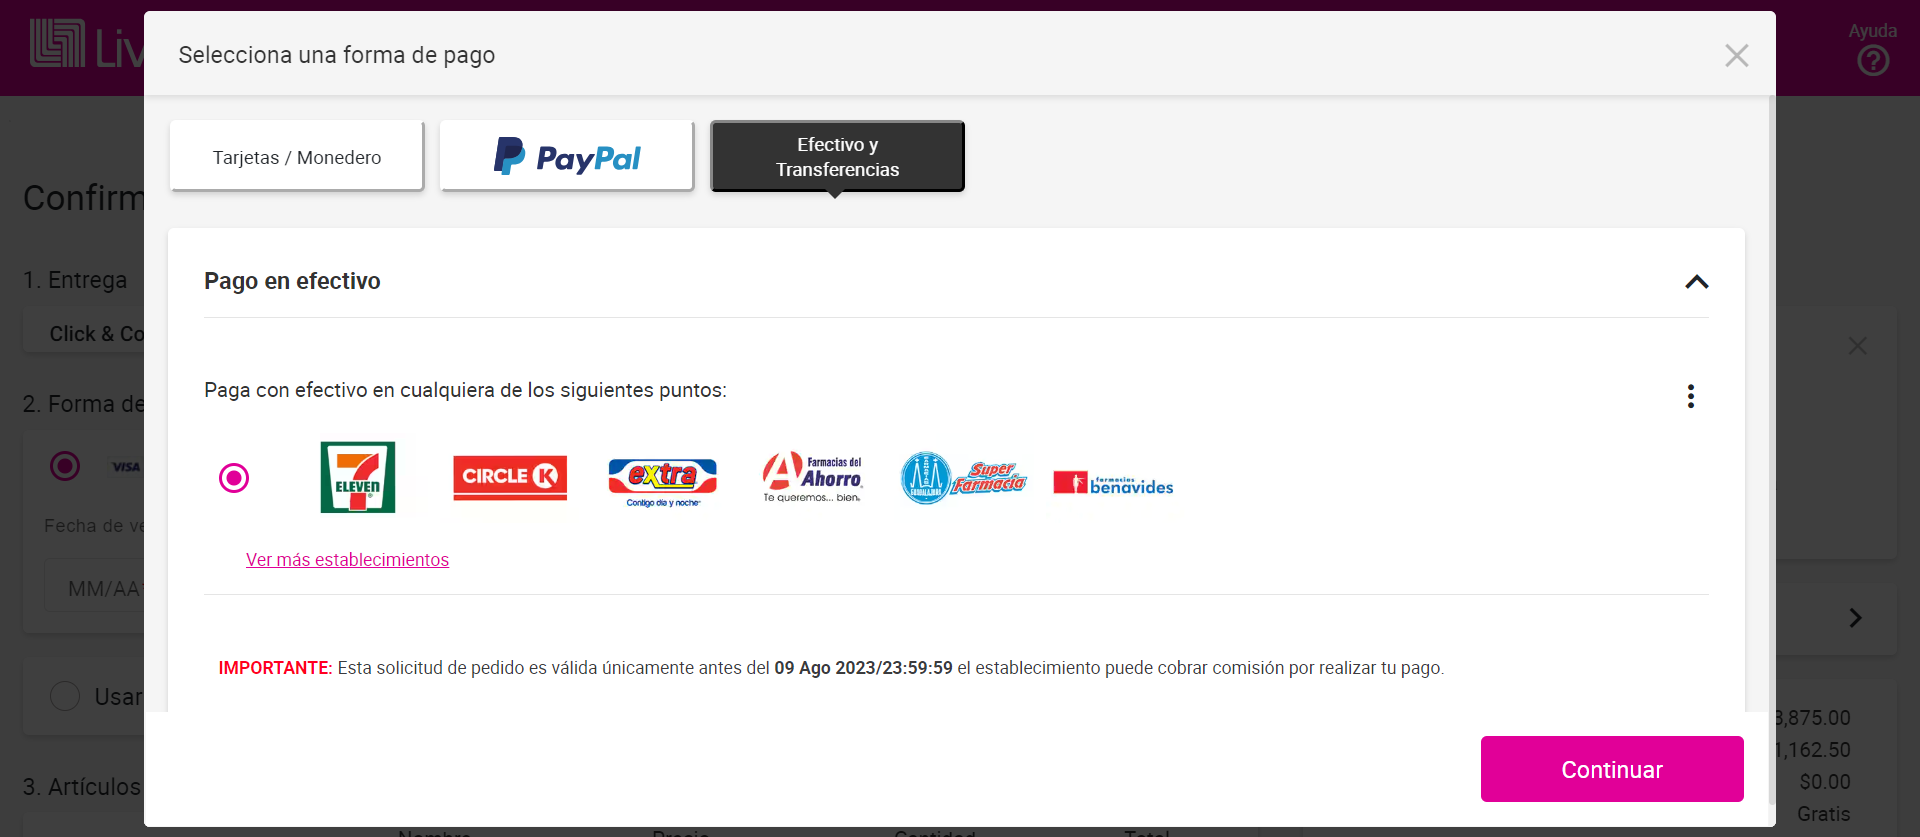 Liv
Ayuda
Selecciona una forma de pago
Tarjetas / Monedero
PayPal
Efectivo y
Transferencias
Confirm
1. Entrega
Click & Co
2. Forma de
VISA
Fecha de ve
MM/AA*
Usar
3. Artículos
Pago en efectivo
Paga con efectivo en cualquiera de los siguientes puntos:
7
ELEVEN
CIRCLE K
extra
Contigo día y noche
Farmacias del
Ahorro
Te queremos... bien.
GUADALAJARA
Super
Farmacia
farmacias
benavides
Ver más establecimientos
IMPORTANTE: Esta solicitud de pedido es válida únicamente antes del 09 Ago 2023/23:59:59 el establecimiento puede cobrar comisión por realizar tu pago.
Continuar
3,875.00
1,162.50
$0.00
Gratis
Nombre
Precio
Cantidad
Total